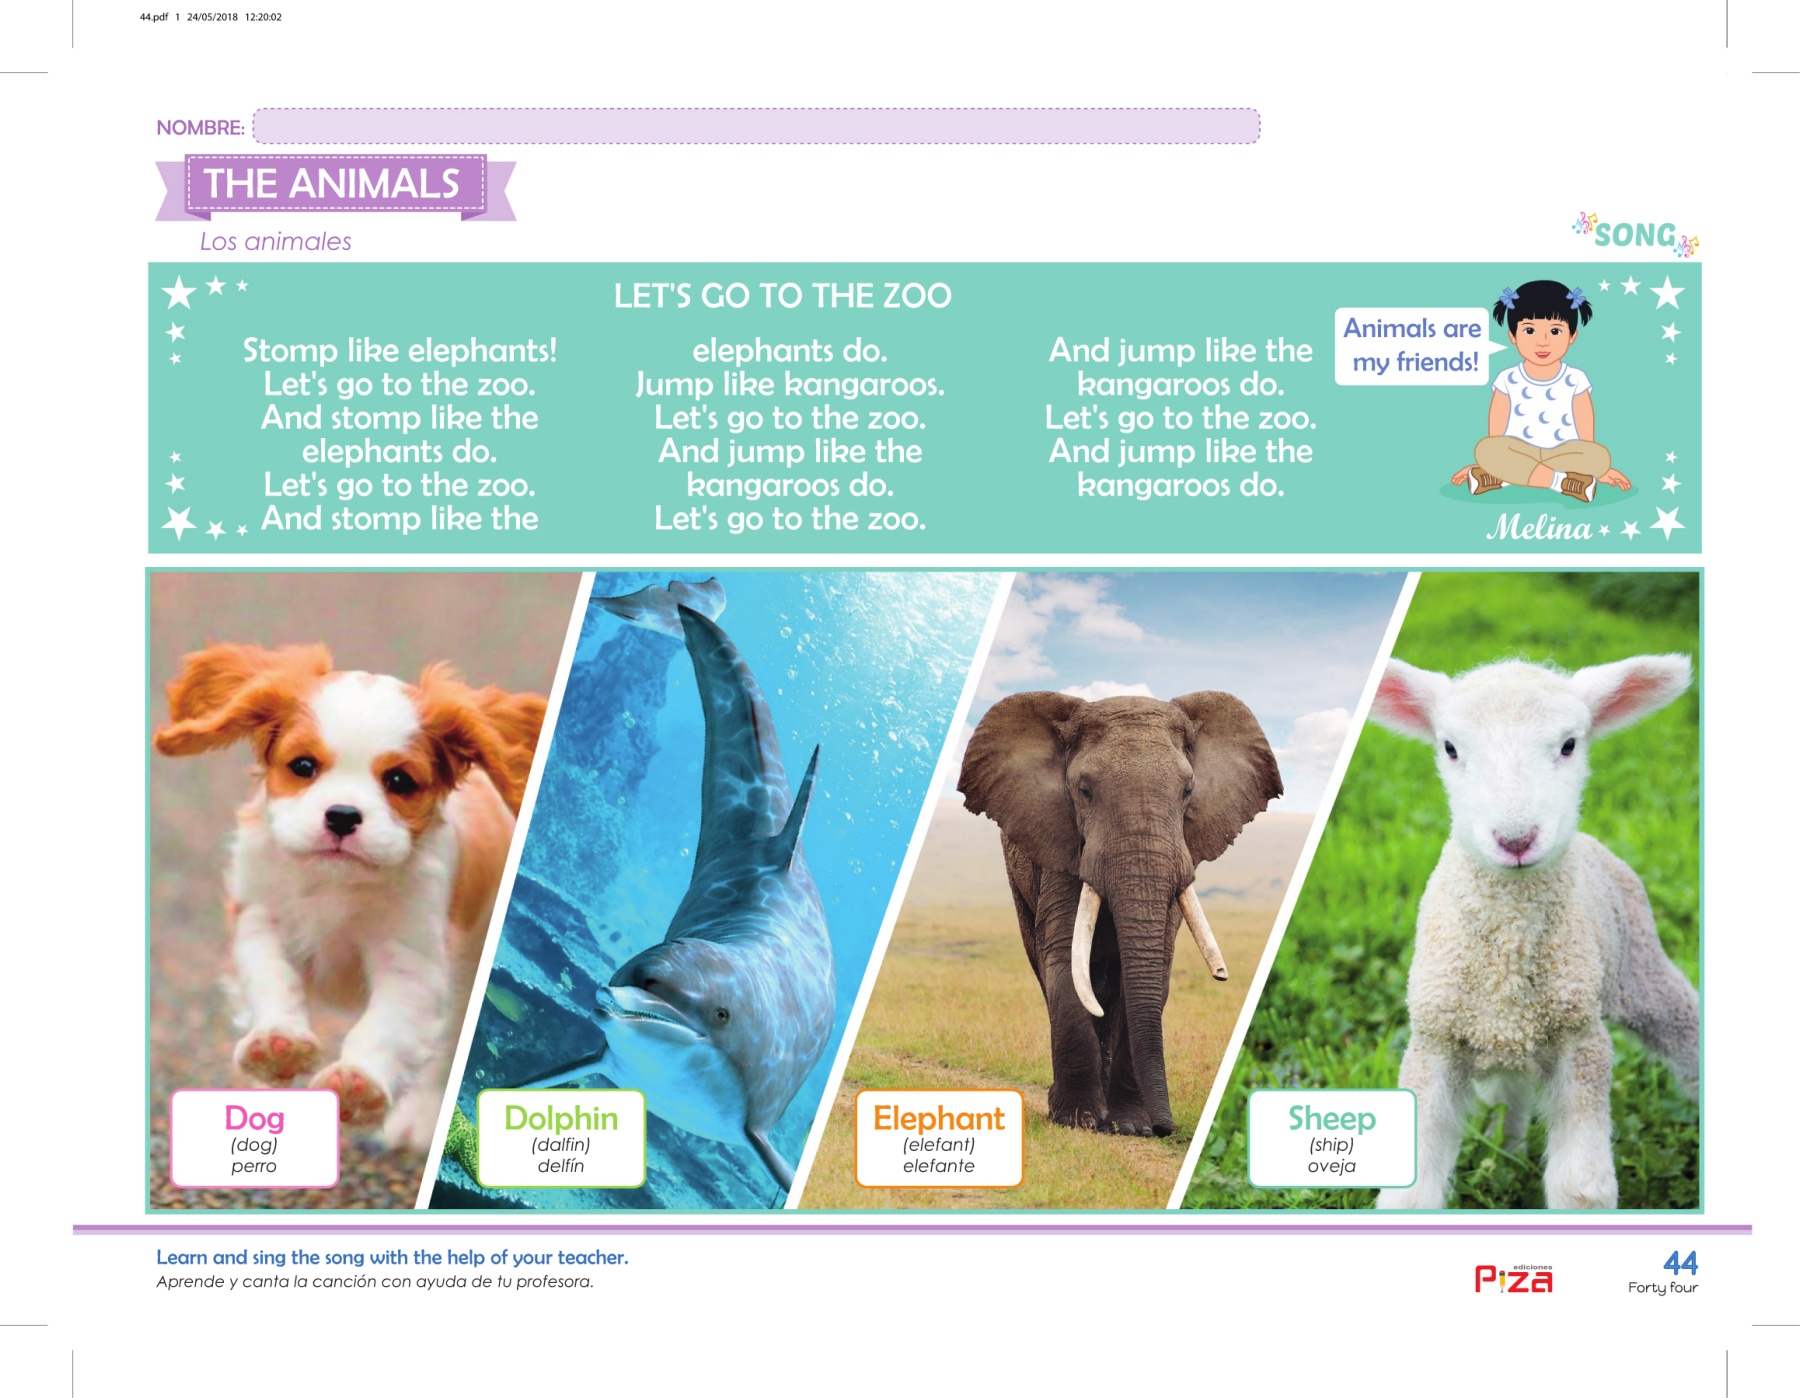 44.pdf 1 24/05/2018 12:20:02
NOMBRE:
THE ANIMALS
Los animales
SONG
LET'S GO TO THE ZOO
Stomp like elephants!
Let's go to the zoo.
And stomp like the
elephants do.
Let's go to the zoo.
And stomp like the
elephants do.
Jump like kangaroos.
Let's go to the zoo.
And jump like the
kangaroos do.
Let's go to the zoo.
And jump like the
kangaroos do.
Let's go to the zoo.
And jump like the
kangaroos do.
Animals are
my friends!
Melina
Dog
(dog)
perro
Dolphin
(dalfin)
delfín
Elephant
(elefant)
elefante
Sheep
(ship)
oveja
Learn and sing the song with the help of your teacher.
Aprende y canta la canción con ayuda de tu profesora.
ediciones
Piza
44
Forty four